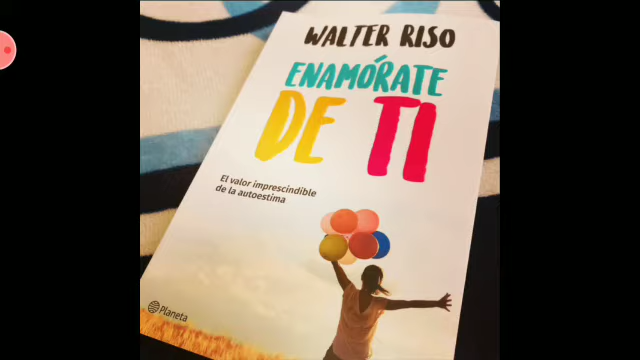 WALTER RISO
ENAMÓRATE
DE TI
El valor imprescindible
de la autoestima
Planeta